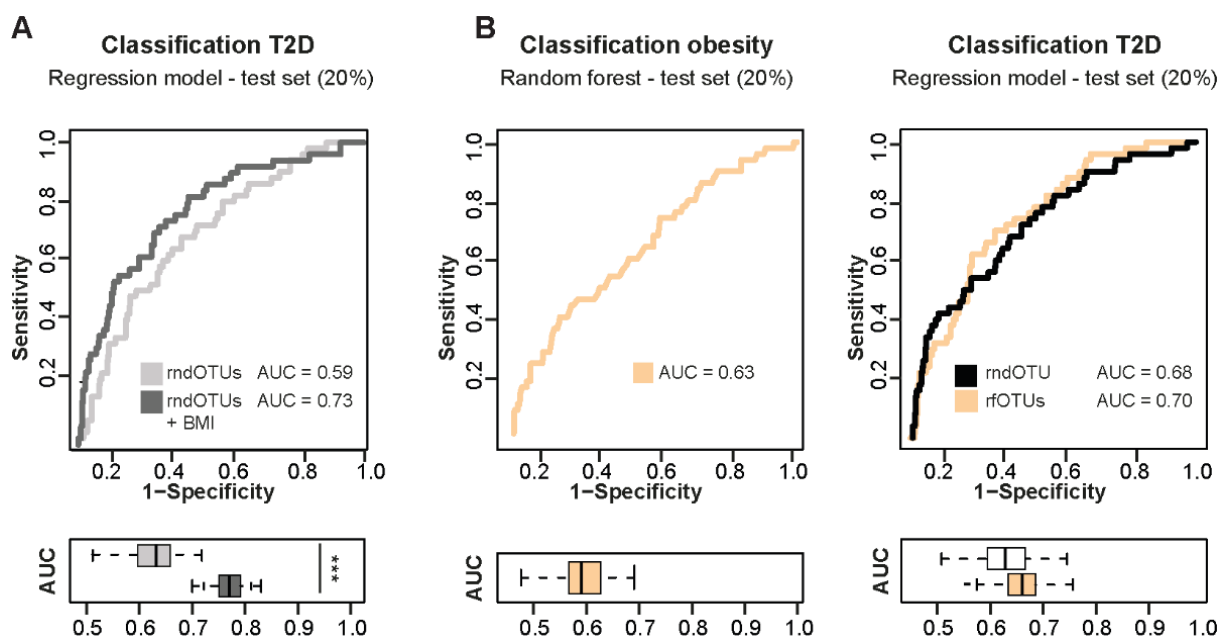 A
Classification T2D
Regression model - test set (20%)
Sensitivity
1.0
0.8
0.6
0.4
0.2
rndOTUs AUC = 0.59
rndOTUs AUC = 0.73
+ BMI
0.2 0.4 0.6 0.8 1.0
1−Specificity
AUC
***
0.5 0.6 0.7 0.8 0.9 1.0
B
Classification obesity
Random forest - test set (20%)
Sensitivity
1.0
0.8
0.6
0.4
0.2
AUC = 0.63
0.2 0.4 0.6 0.8 1.0
1−Specificity
AUC
0.5 0.6 0.7 0.8 0.9 1.0
Classification T2D
Regression model - test set (20%)
Sensitivity
1.0
0.8
0.6
0.4
0.2
rndOTU AUC = 0.68
rfOTUs AUC = 0.70
0.2 0.4 0.6 0.8 1.0
1−Specificity
AUC
0.5 0.6 0.7 0.8 0.9 1.0